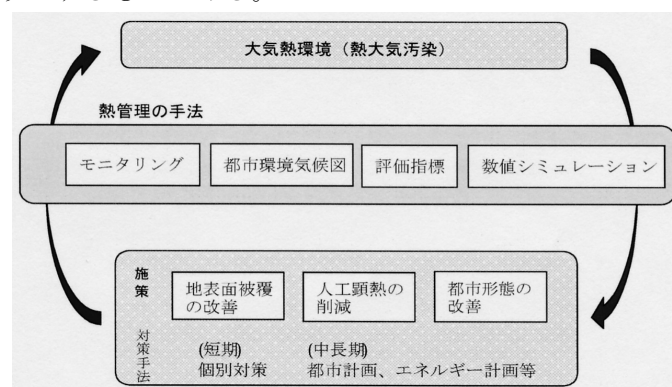 大気熱環境（熱大気汚染）
熱管理の手法
モニタリング
都市環境気候図
評価指標
数値シミュレーション
施策
地表面被覆
の改善
人工顕熱の
削減
都市形態の
改善
対策手法
(短期)
個別対策
(中長期)
都市計画、エネルギー計画等